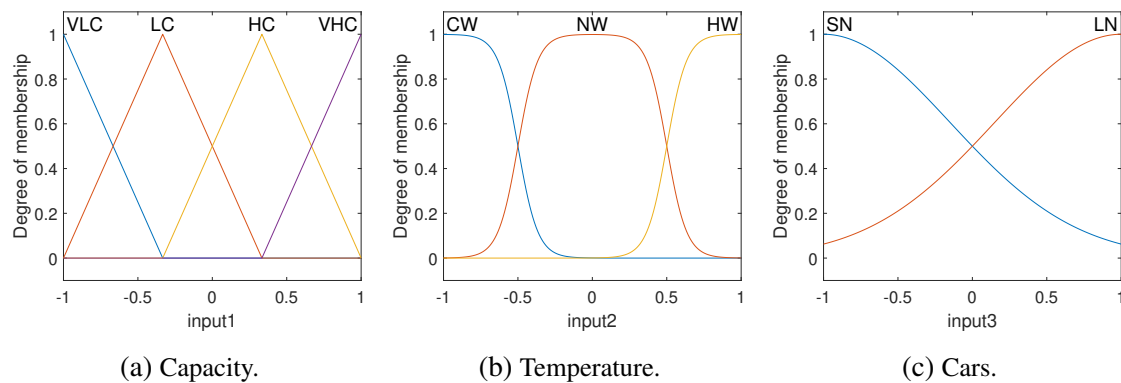 VLC LC HC VHC
Degree of membership
1
0.8
0.6
0.4
0.2
0
-1 -0.5 0 0.5 1
input1
(a) Capacity.
CW NW HW
Degree of membership
1
0.8
0.6
0.4
0.2
0
-1 -0.5 0 0.5 1
input2
(b) Temperature.
SN LN
Degree of membership
1
0.8
0.6
0.4
0.2
0
-1 -0.5 0 0.5 1
input3
(c) Cars.